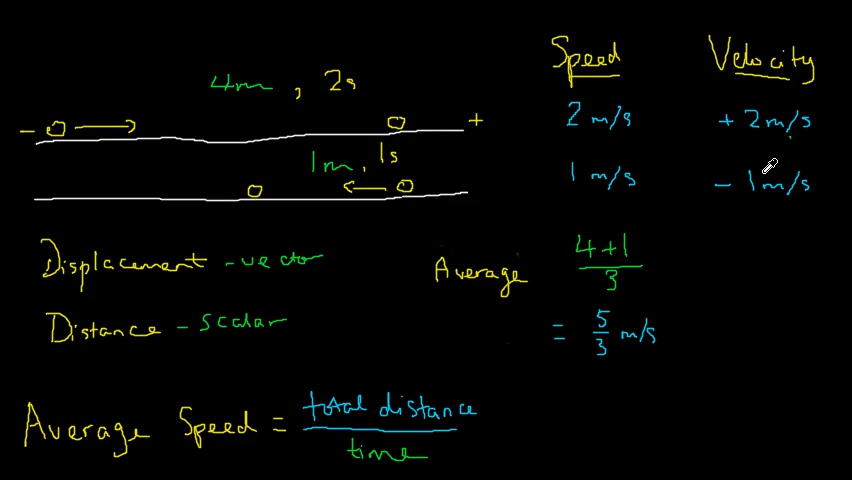 Speed Velocity
4m , 2s
2 m/s + 2 m/s
- +
1m , 1s
1 m/s - 1 m/s
Displacement - vector
Average 4+1
3
Distance - Scalar
= 5
3 m/s
Average Speed = total distance
time